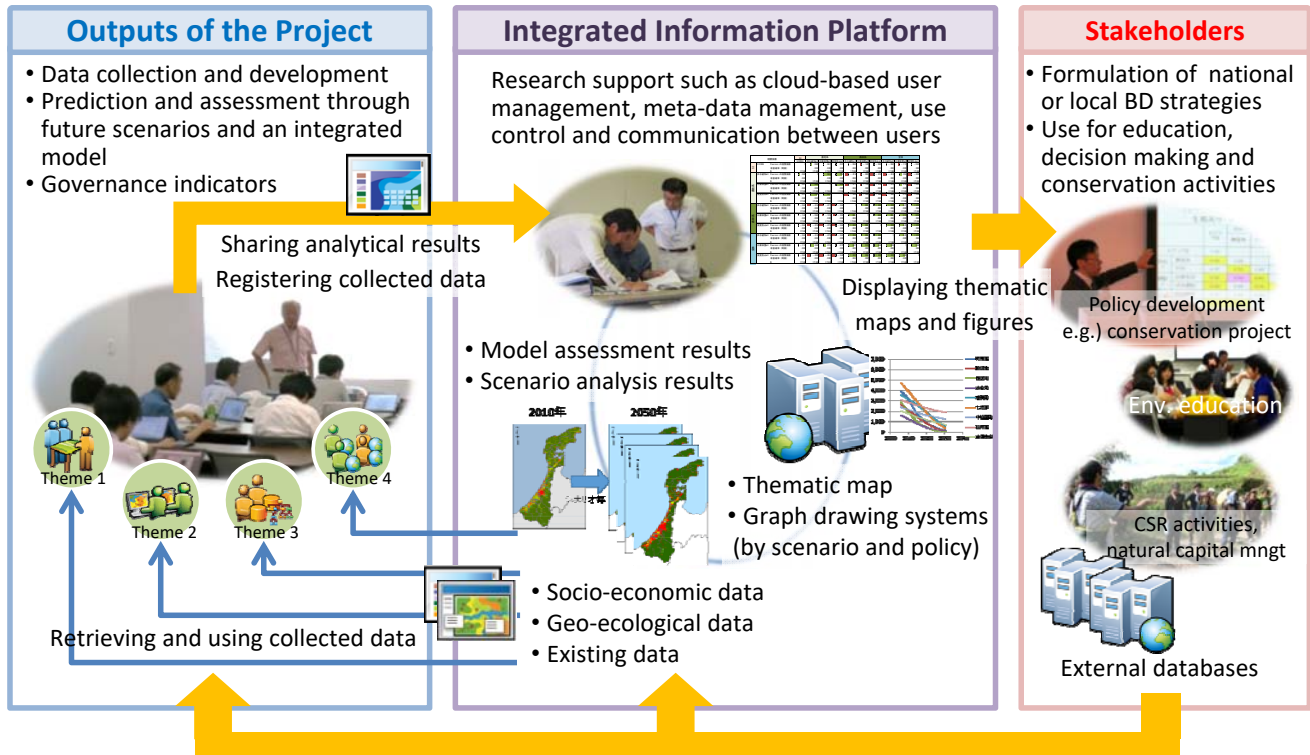 Outputs of the Project
• Data collection and development
• Prediction and assessment through
future scenarios and an integrated
model
• Governance indicators
Sharing analytical results
Registering collected data
Theme 1
Theme 2
Theme 3
Theme 4
Retrieving and using collected data
Integrated Information Platform
Research support such as cloud-based user
management, meta-data management, use
control and communication between users
Displaying thematic
maps and figures
• Model assessment results
• Scenario analysis results
2010年
2050年
• Thematic map
• Graph drawing systems
(by scenario and policy)
• Socio-economic data
• Geo-ecological data
• Existing data
Stakeholders
• Formulation of national
or local BD strategies
• Use for education,
decision making and
conservation activities
Policy development
e.g.) conservation project
Env. education
CSR activities,
natural capital mngt
External databases